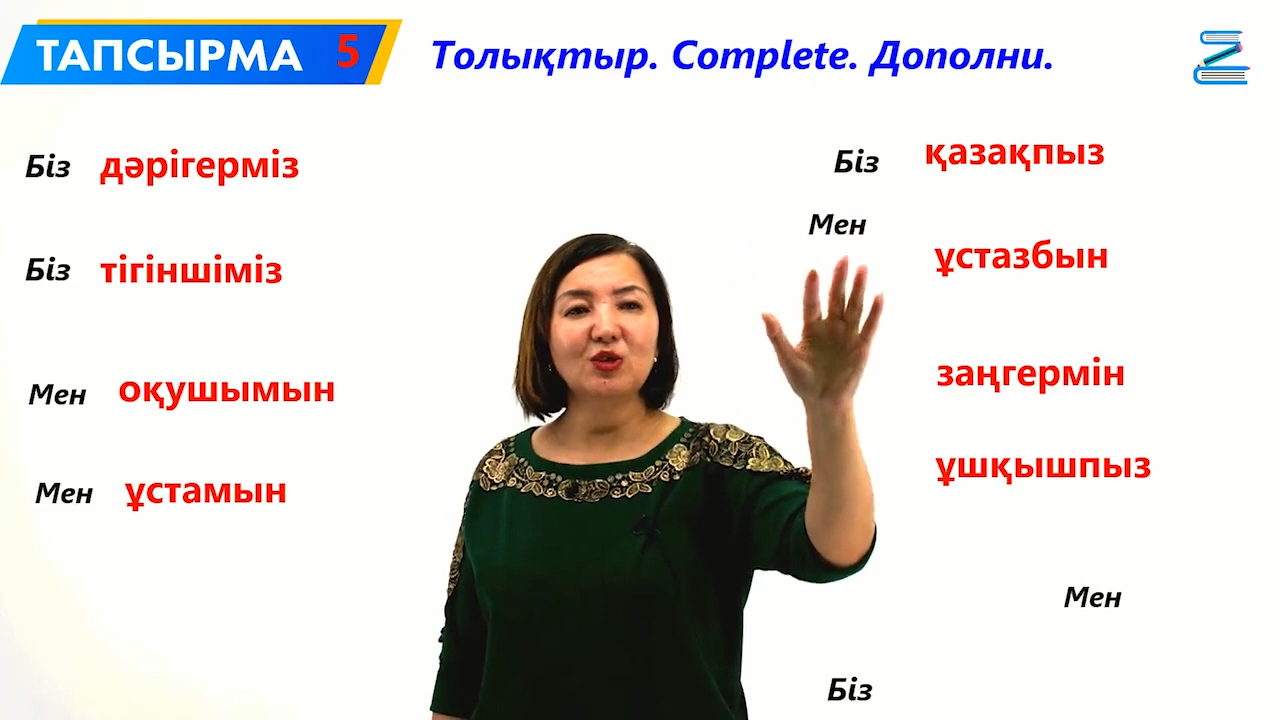 ТАПСЫРМА 5
Толықтыр. Complete. Дополни.
Біз дәрігерміз
Біз тігіншіміз
Мен оқушымын
Мен ұстамын
Біз қазақпыз
Мен
ұстазбын
заңгермін
ұшқышпыз
Мен
Біз